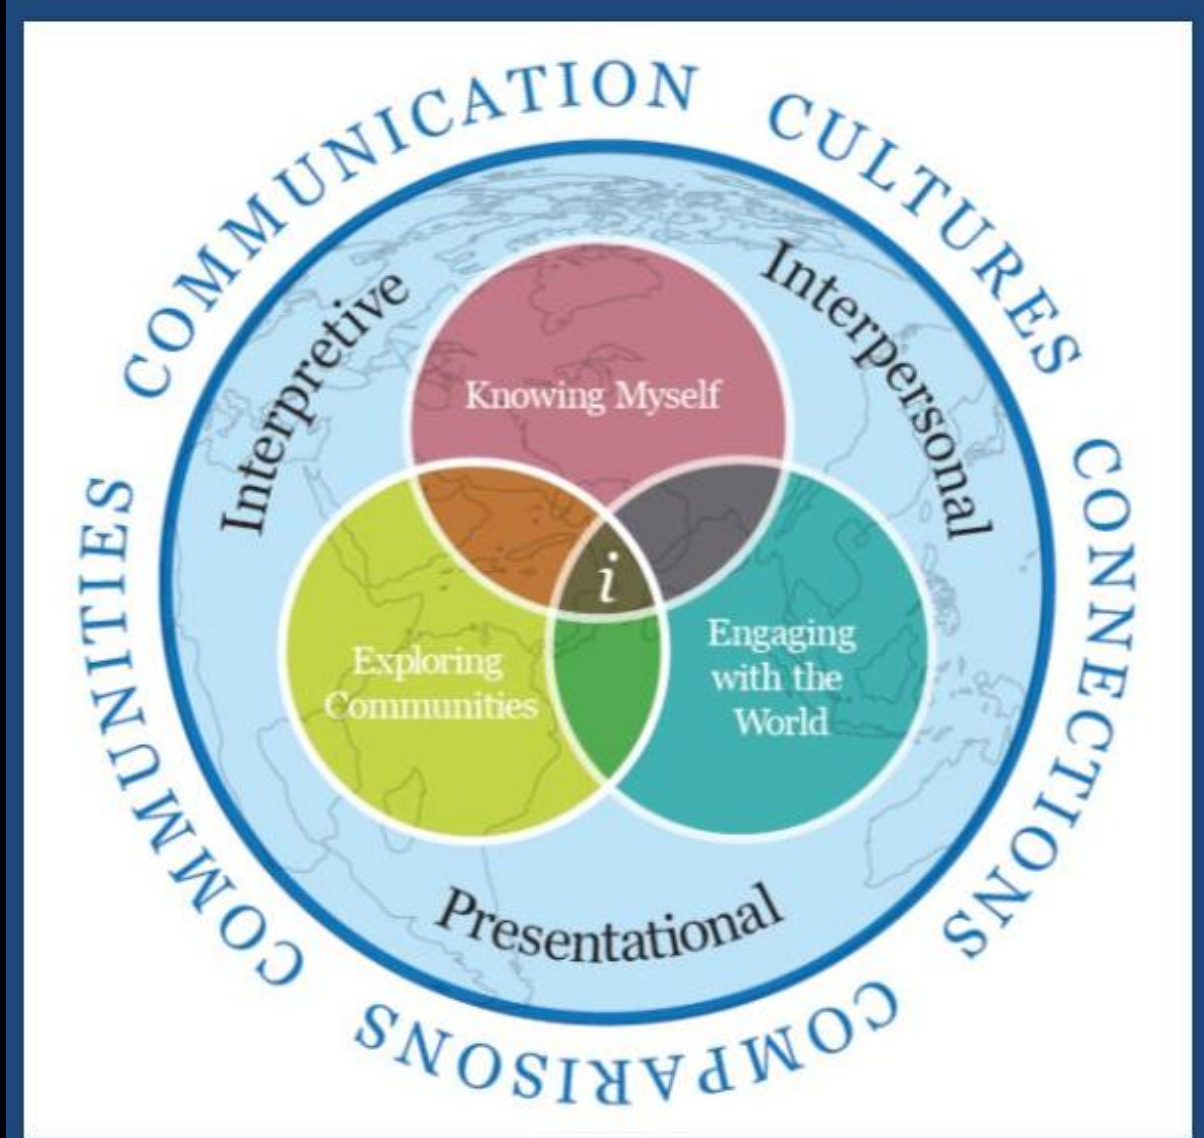 COMMUNICATION
CULTURES
CONNECTIONS
COMPARISONS
COMMUNITIES
Interpretive
Interpersonal
Presentational
Knowing Myself
i
Exploring
Communities
Engaging
with the
World